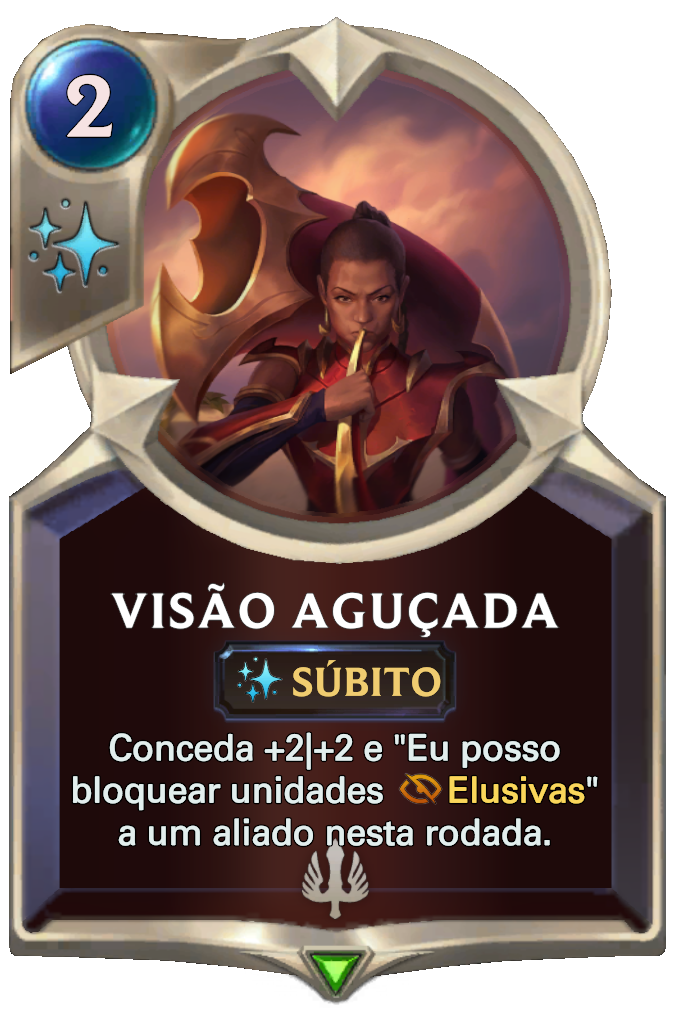 2
VISÃO AGUÇADA
SÚBITO
Conceda +2|+2 e "Eu posso
bloquear unidades Elusivas"
a um aliado nesta rodada.